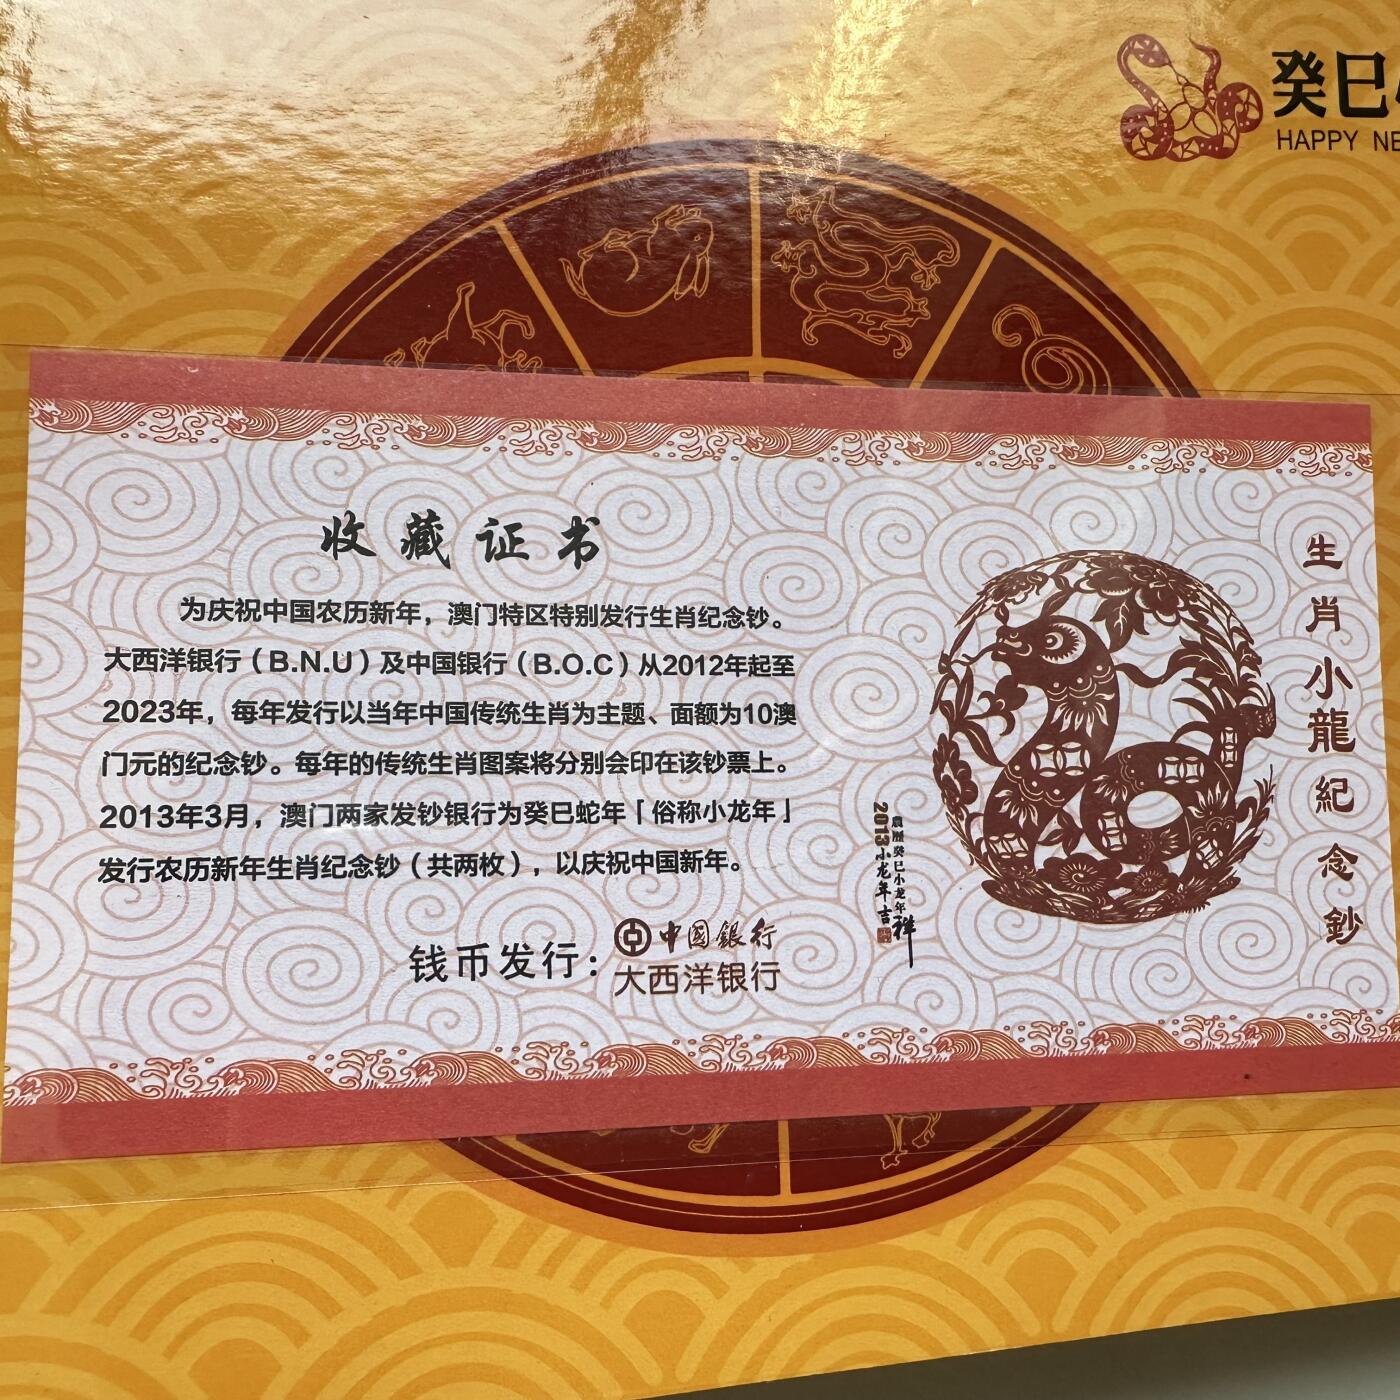 癸巳
HAPPY NE
收藏证书
为庆祝中国农历新年，澳门特区特别发行生肖纪念钞。
大西洋银行（B.N.U）及中国银行（B.O.C）从2012年起至
2023年，每年发行以当年中国传统生肖为主题、面额为10澳
门元的纪念钞。每年的传统生肖图案将分别会印在该钞票上。
2013年3月，澳门两家发钞银行为癸巳蛇年「俗称小龙年」
发行农历新年生肖纪念钞（共两枚），以庆祝中国新年。
钱币发行：
中國銀行
大西洋银行
農曆癸巳小龙年祥
2013小龙年吉
生肖小龍紀念鈔